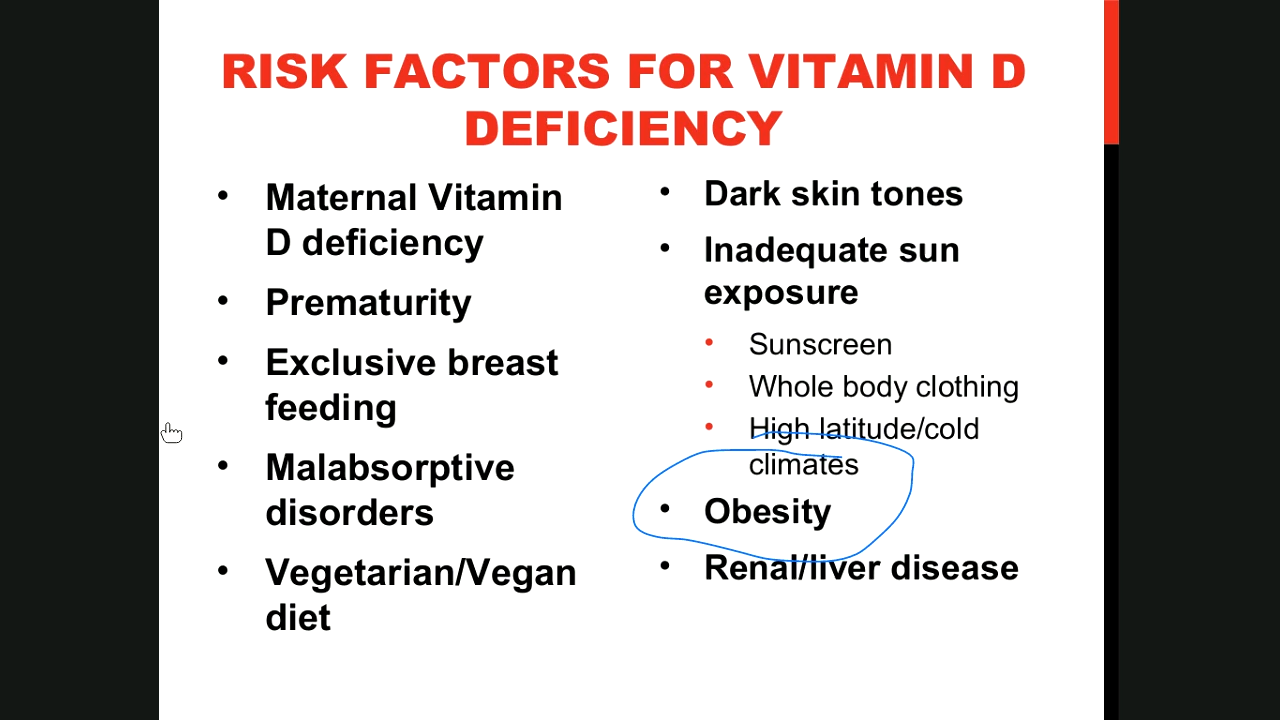 RISK FACTORS FOR VITAMIN D
DEFICIENCY
• Maternal Vitamin
D deficiency
• Prematurity
• Exclusive breast
feeding
• Malabsorptive
disorders
• Vegetarian/Vegan
diet
• Dark skin tones
• Inadequate sun
exposure
• Sunscreen
• Whole body clothing
• High latitude/cold
climates
• Obesity
• Renal/liver disease